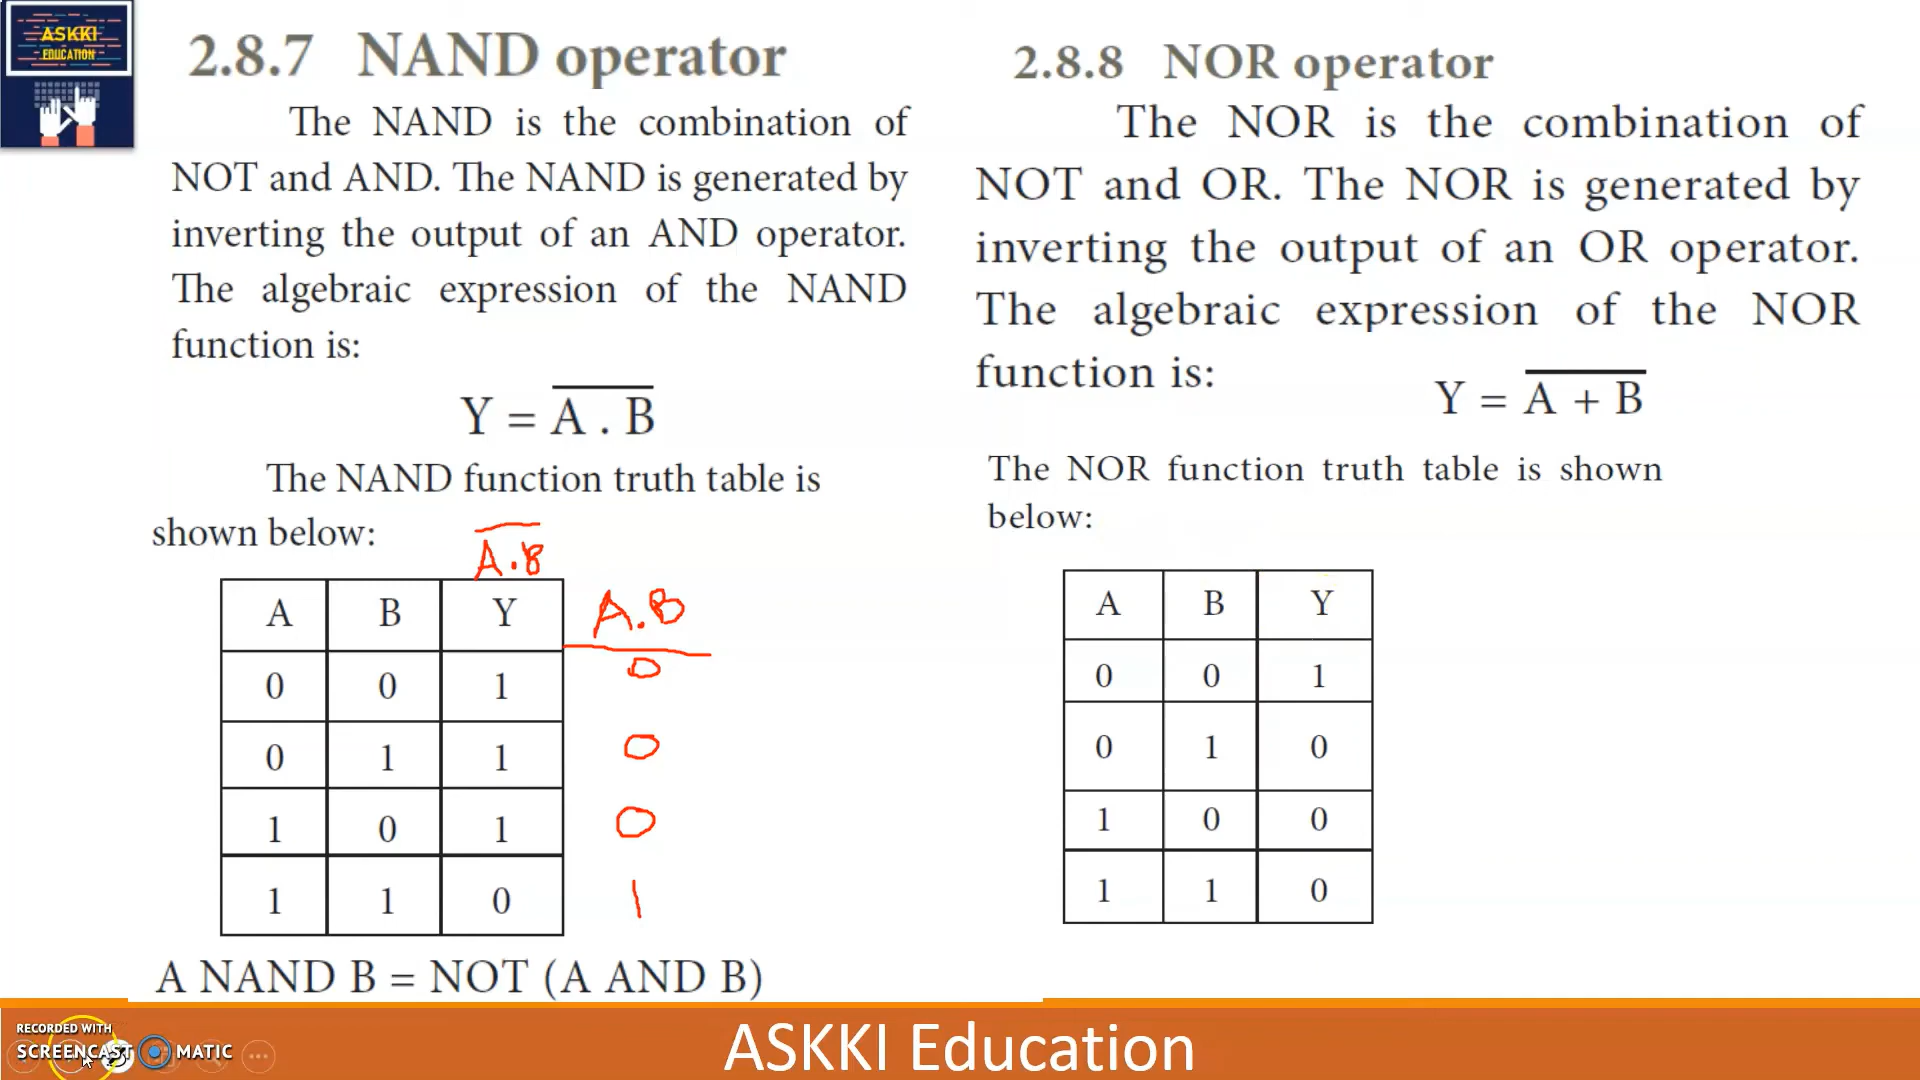 ASKKI
EDUCATION
2.8.7 NAND operator
The NAND is the combination of
NOT and AND. The NAND is generated by
inverting the output of an AND operator.
The algebraic expression of the NAND
function is:
Y = A̅ ̅.̅ ̅B̅
The NAND function truth table is
shown below:
A̅.̅B̅
A B Y A.B
0 0 1 0
0 1 1 0
1 0 1 0
1 1 0 1
A NAND B = NOT (A AND B)
2.8.8 NOR operator
The NOR is the combination of
NOT and OR. The NOR is generated by
inverting the output of an OR operator.
The algebraic expression of the NOR
function is:
Y = A̅ ̅+̅ ̅B̅
The NOR function truth table is shown
below:
A B Y
0 0 1
0 1 0
1 0 0
1 1 0
RECORDED WITH
SCREENCAST MATIC
ASKKI Education